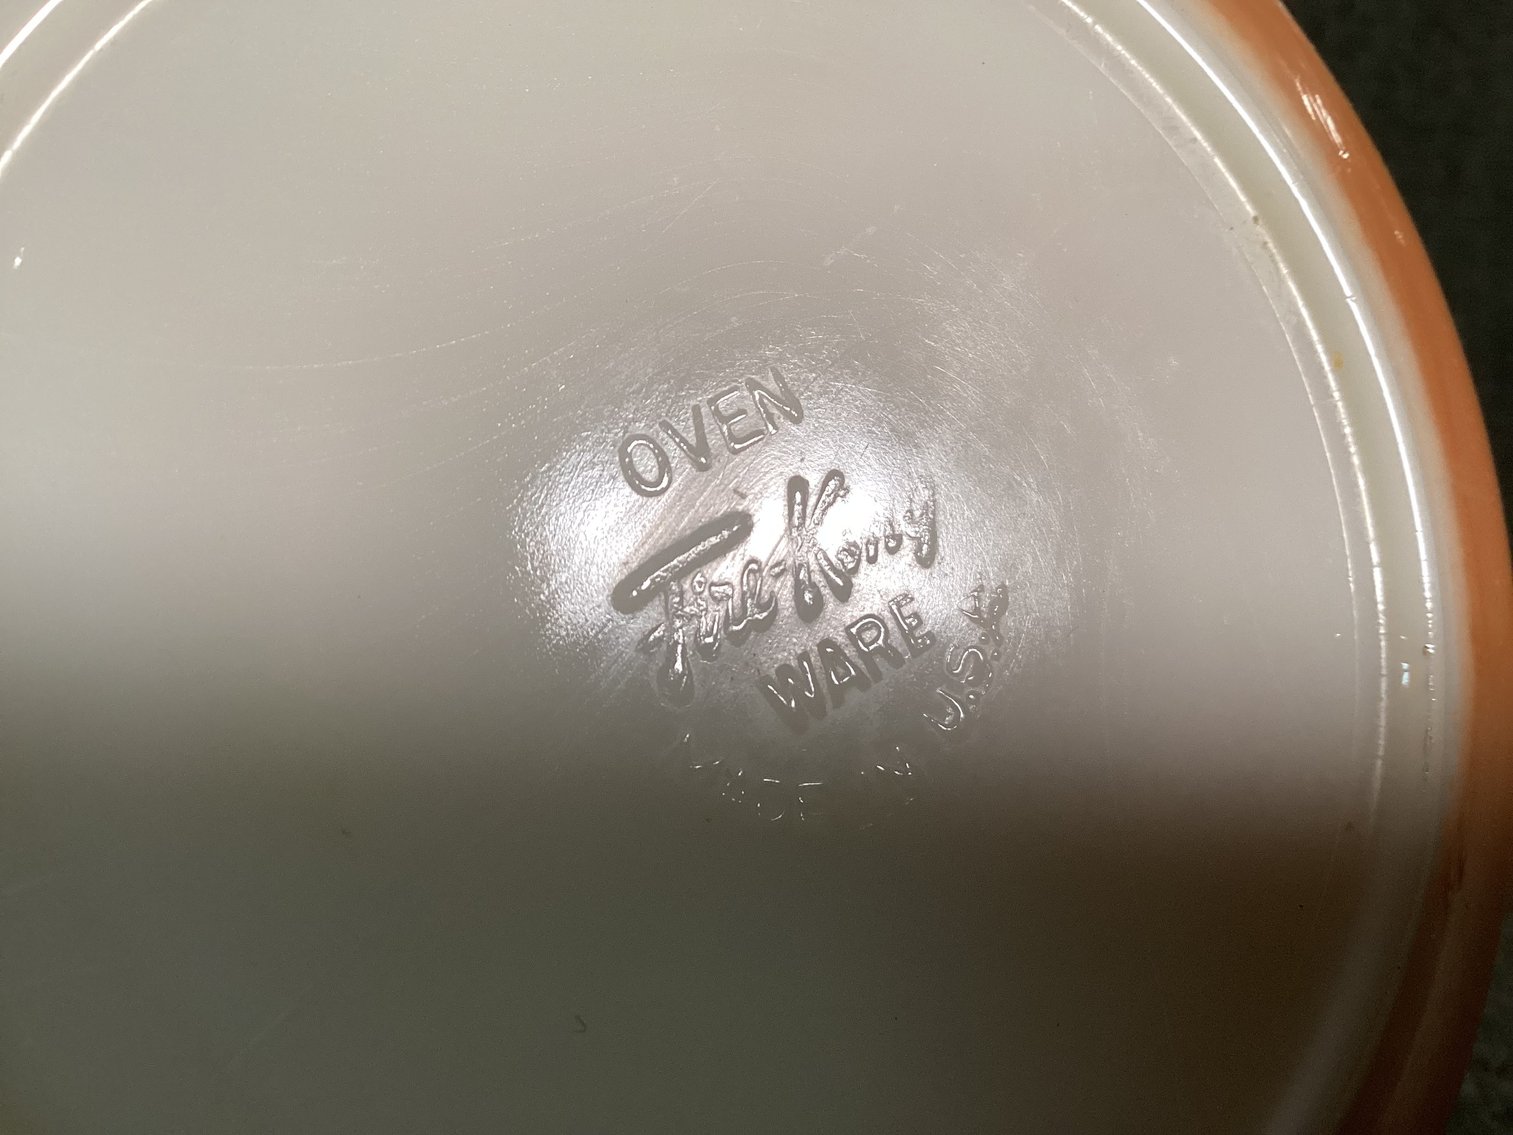 OVEN
Fire-King
WARE
MADE IN U.S.A.